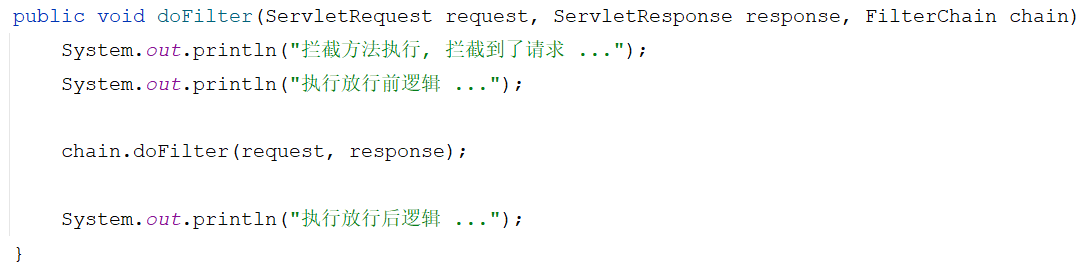 public void doFilter(ServletRequest request, ServletResponse response, FilterChain chain)
System.out.println("拦截方法执行, 拦截到了请求 ...");
System.out.println("执行放行前逻辑 ...");
chain.doFilter(request, response);
System.out.println("执行放行后逻辑 ...");
}